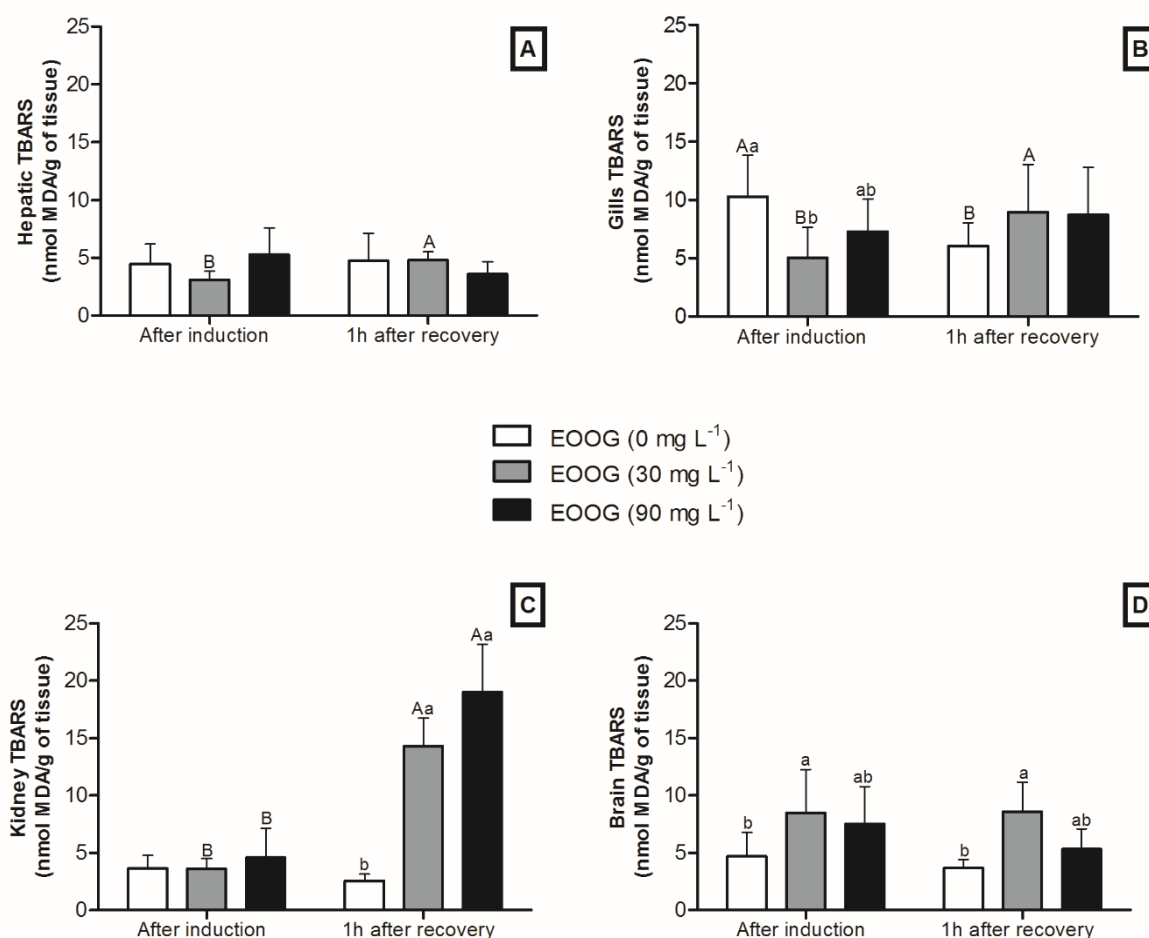 A
Hepatic TBARS
(nmol MDA/g of tissue)
25
20
15
10
5
0
B
A
After induction
1h after recovery
B
Gills TBARS
(nmol MDA/g of tissue)
25
20
15
10
5
0
Aa
Bb
ab
B
A
After induction
1h after recovery
EOOG (0 mg L⁻¹)
EOOG (30 mg L⁻¹)
EOOG (90 mg L⁻¹)
C
Kidney TBARS
(nmol MDA/g of tissue)
25
20
15
10
5
0
B
B
b
Aa
Aa
After induction
1h after recovery
D
Brain TBARS
(nmol MDA/g of tissue)
25
20
15
10
5
0
b
a
ab
b
a
ab
After induction
1h after recovery